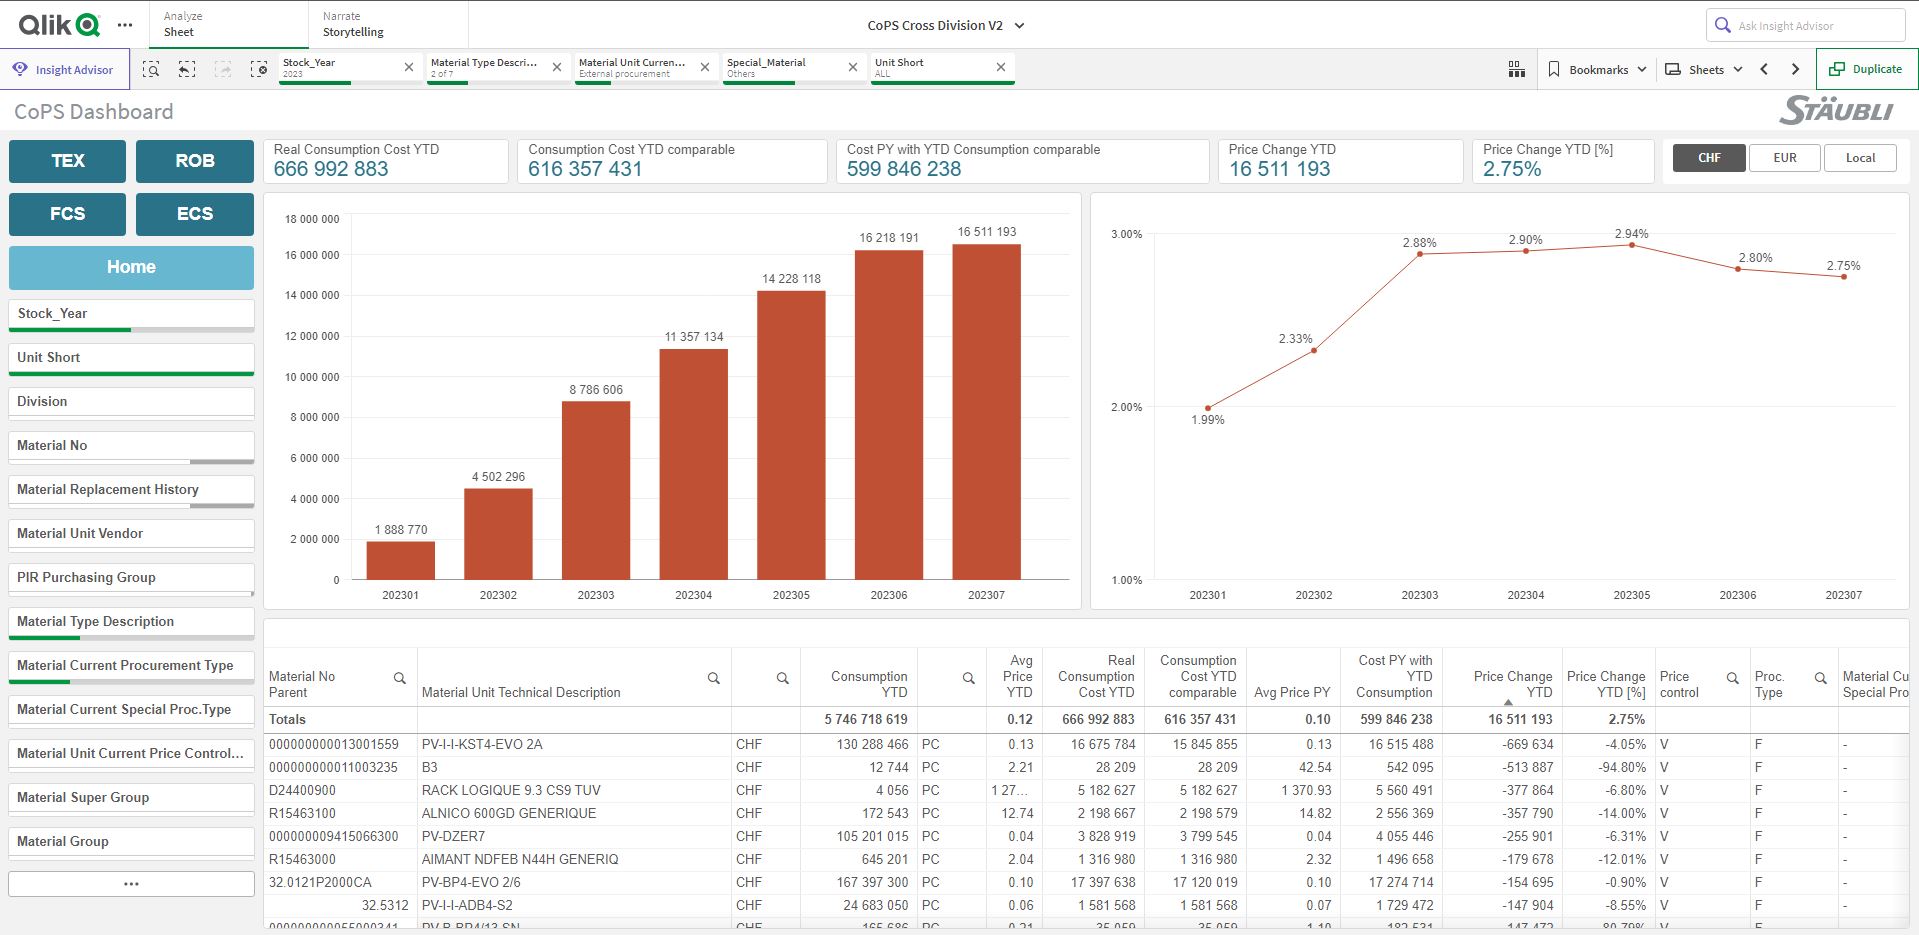 Qlik
Analyze
Sheet
Narrate
Storytelling
CoPS Cross Division V2
Ask Insight Advisor
Insight Advisor
Stock_Year
2023
Material Type Descri...
2 of 7
Material Unit Curren...
External procurement
Special_Material
Others
Unit Short
ALL
Bookmarks
Sheets
Duplicate
CoPS Dashboard
STÄUBLI
TEX
ROB
FCS
ECS
Home
Stock_Year
Unit Short
Division
Material No
Material Replacement History
Material Unit Vendor
PIR Purchasing Group
Material Type Description
Material Current Procurement Type
Material Current Special Proc.Type
Material Unit Current Price Control...
Material Super Group
Material Group
...
Real Consumption Cost YTD
666 992 883
Consumption Cost YTD comparable
616 357 431
Cost PY with YTD Consumption comparable
599 846 238
Price Change YTD
16 511 193
Price Change YTD [%]
2.75%
CHF
EUR
Local
18 000 000
16 000 000
14 000 000
12 000 000
10 000 000
8 000 000
6 000 000
4 000 000
2 000 000
0
1 888 770
4 502 296
8 786 606
11 357 134
14 228 118
16 218 191
16 511 193
202301
202302
202303
202304
202305
202306
202307
3.00%
2.00%
1.00%
1.99%
2.33%
2.88%
2.90%
2.94%
2.80%
2.75%
202301
202302
202303
202304
202305
202306
202307
Material No Parent
Material Unit Technical Description
Consumption YTD
Avg Price YTD
Real Consumption Cost YTD
Consumption Cost YTD comparable
Avg Price PY
Cost PY with YTD Consumption
Price Change YTD
Price Change YTD [%]
Price control
Proc. Type
Material Cu
Special Pro
Totals 5 746 718 619 0.12 666 992 883 616 357 431 0.10 599 846 238 16 511 193 2.75%
000000000013001559 PV-I-I-KST4-EVO 2A CHF 130 288 466 PC 0.13 16 675 784 15 845 855 0.13 16 515 488 -669 634 -4.05% V F -
000000000011003235 B3 CHF 12 744 PC 2.21 28 209 28 209 42.54 542 095 -513 887 -94.80% V F -
D24400900 RACK LOGIQUE 9.3 CS9 TUV CHF 4 056 PC 1 27... 5 182 627 5 182 627 1 370.93 5 560 491 -377 864 -6.80% V F -
R15463100 ALNICO 600GD GENERIQUE CHF 172 543 PC 12.74 2 198 667 2 198 579 14.82 2 556 369 -357 790 -14.00% V F -
000000009415066300 PV-DZER7 CHF 105 201 015 PC 0.04 3 828 919 3 799 545 0.04 4 055 446 -255 901 -6.31% V F -
R15463000 AIMANT NDFEB N44H GENERIQ CHF 645 201 PC 2.04 1 316 980 1 316 980 2.32 1 496 658 -179 678 -12.01% V F -
32.0121P2000CA PV-BP4-EVO 2/6 CHF 167 397 300 PC 0.10 17 397 638 17 120 019 0.10 17 274 714 -154 695 -0.90% V F -
32.5312 PV-I-I-ADB4-S2 CHF 24 683 050 PC 0.06 1 581 568 1 581 568 0.07 1 729 472 -147 904 -8.55% V F -